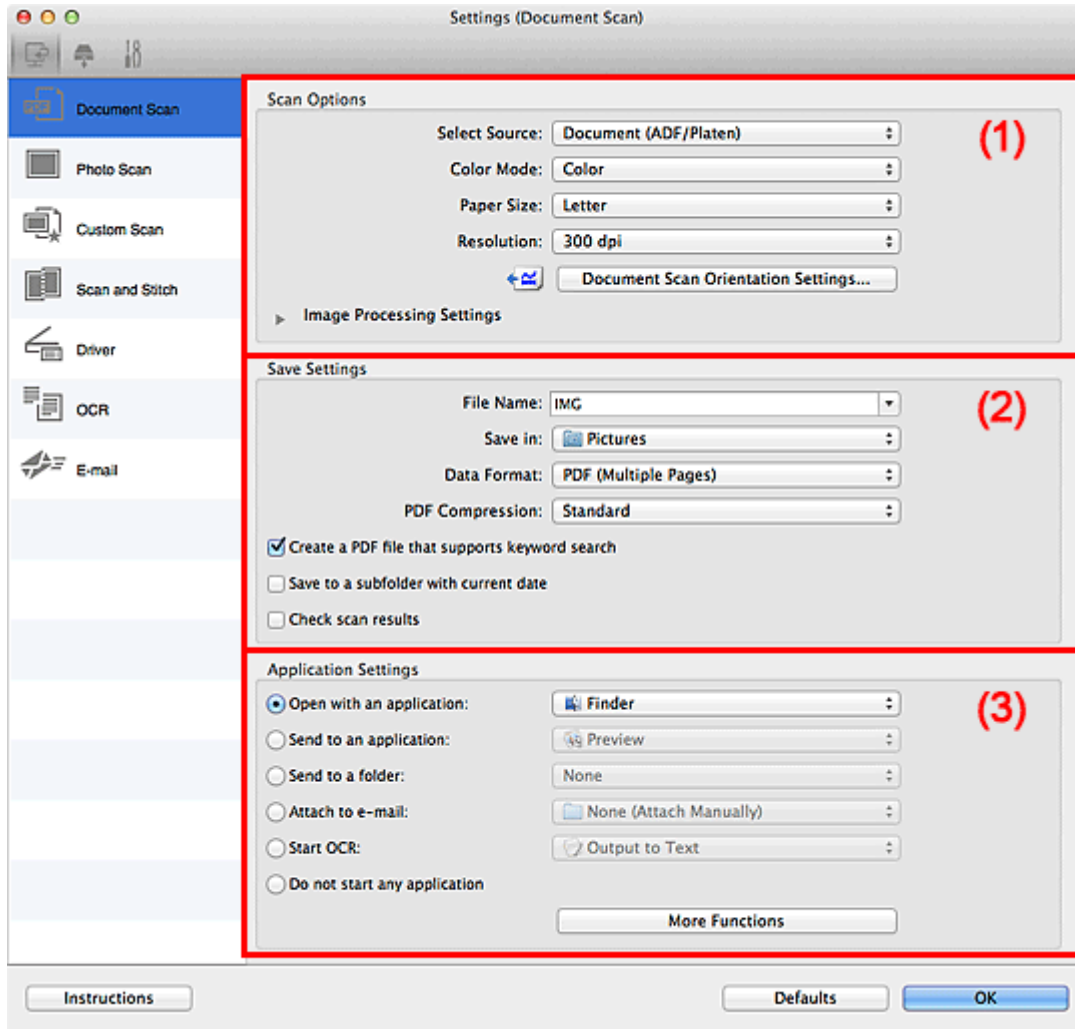 Settings (Document Scan)
PDF Document Scan
Photo Scan
Custom Scan
Scan and Stitch
Driver
OCR
E-mail
Scan Options
(1)
Select Source: Document (ADF/Platen)
Color Mode: Color
Paper Size: Letter
Resolution: 300 dpi
Document Scan Orientation Settings...
Image Processing Settings
Save Settings
(2)
File Name: IMG
Save in: Pictures
Data Format: PDF (Multiple Pages)
PDF Compression: Standard
Create a PDF file that supports keyword search
Save to a subfolder with current date
Check scan results
Application Settings
(3)
Open with an application: Finder
Send to an application: Preview
Send to a folder: None
Attach to e-mail: None (Attach Manually)
Start OCR: Output to Text
Do not start any application
More Functions
Instructions Defaults OK